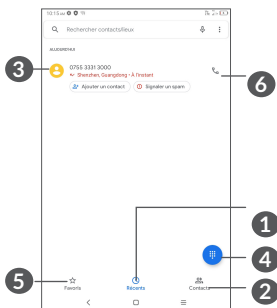 10:15
Rechercher contacts/lieux
AUJOURD'HUI
0755 3331 3000
Shenzhen, Guangdong • À l'instant
Ajouter un contact
Signaler un spam
3
6
1
4
5
2
Favoris
Récents
Contacts